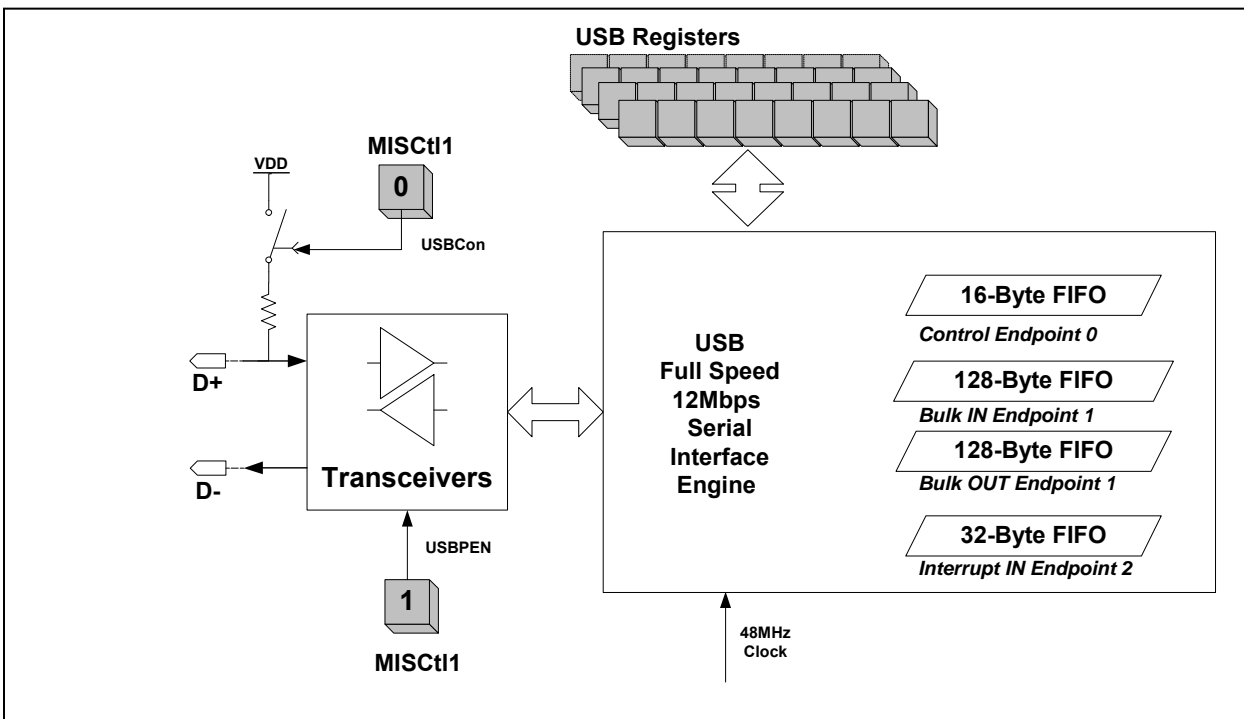 USB Registers
MISCtl1
VDD
0
USBCon
16-Byte FIFO
Control Endpoint 0
USB
Full Speed
12Mbps
Serial
Interface
Engine
128-Byte FIFO
Bulk IN Endpoint 1
D+
128-Byte FIFO
Bulk OUT Endpoint 1
Transceivers
D-
32-Byte FIFO
Interrupt IN Endpoint 2
USBPEN
1
MISCtl1
48MHz
Clock